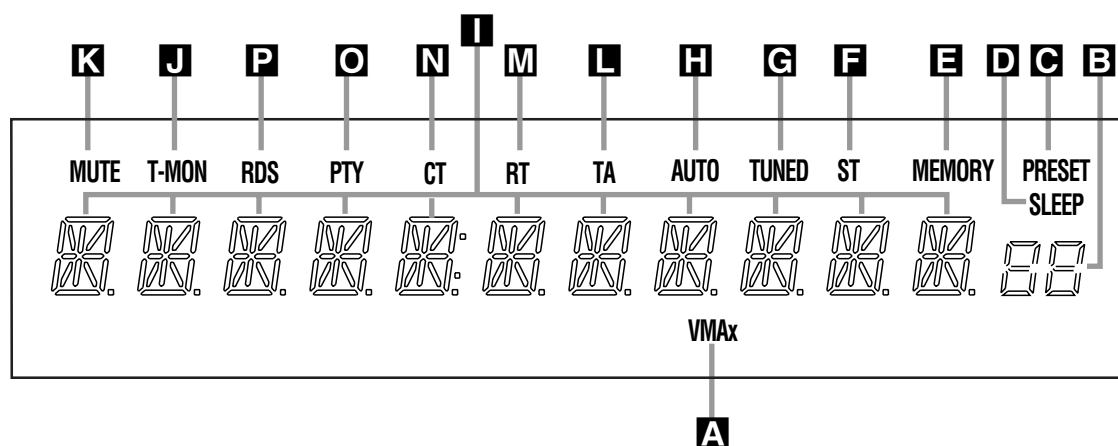 I
K J P O N M L H G F E D C B
MUTE T-MON RDS PTY CT RT TA AUTO TUNED ST MEMORY PRESET
SLEEP
VMAx
A